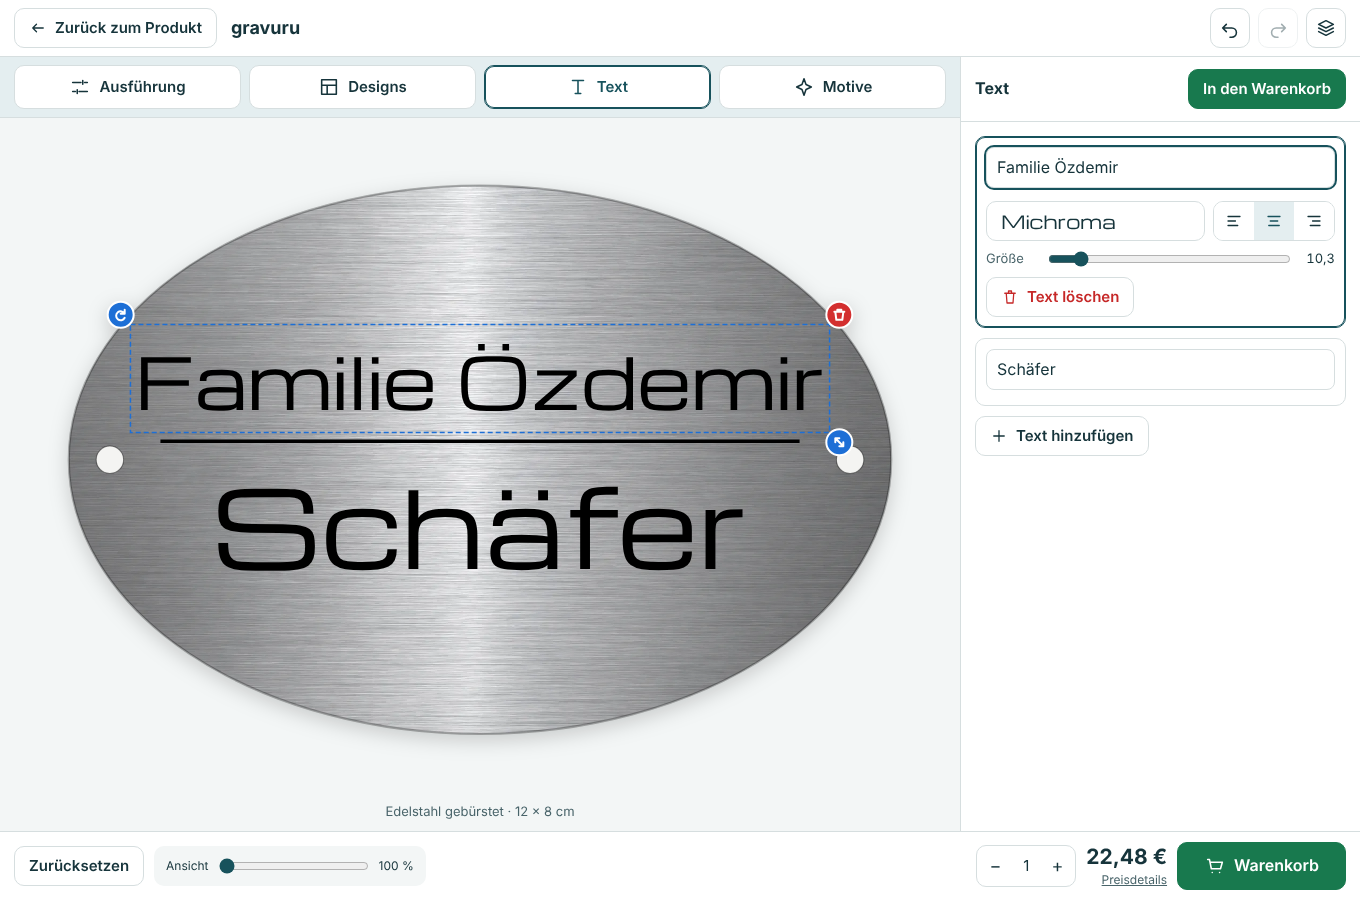 Zurück zum Produkt
gravuru
Ausführung
Designs
Text
Motive
Text
In den Warenkorb
Familie Özdemir
Michroma
Größe
10,3
Text löschen
Schäfer
Text hinzufügen
Familie Özdemir
Schäfer
Edelstahl gebürstet · 12 × 8 cm
Zurücksetzen
Ansicht
100 %
− 1 +
22,48 €
Preisdetails
Warenkorb